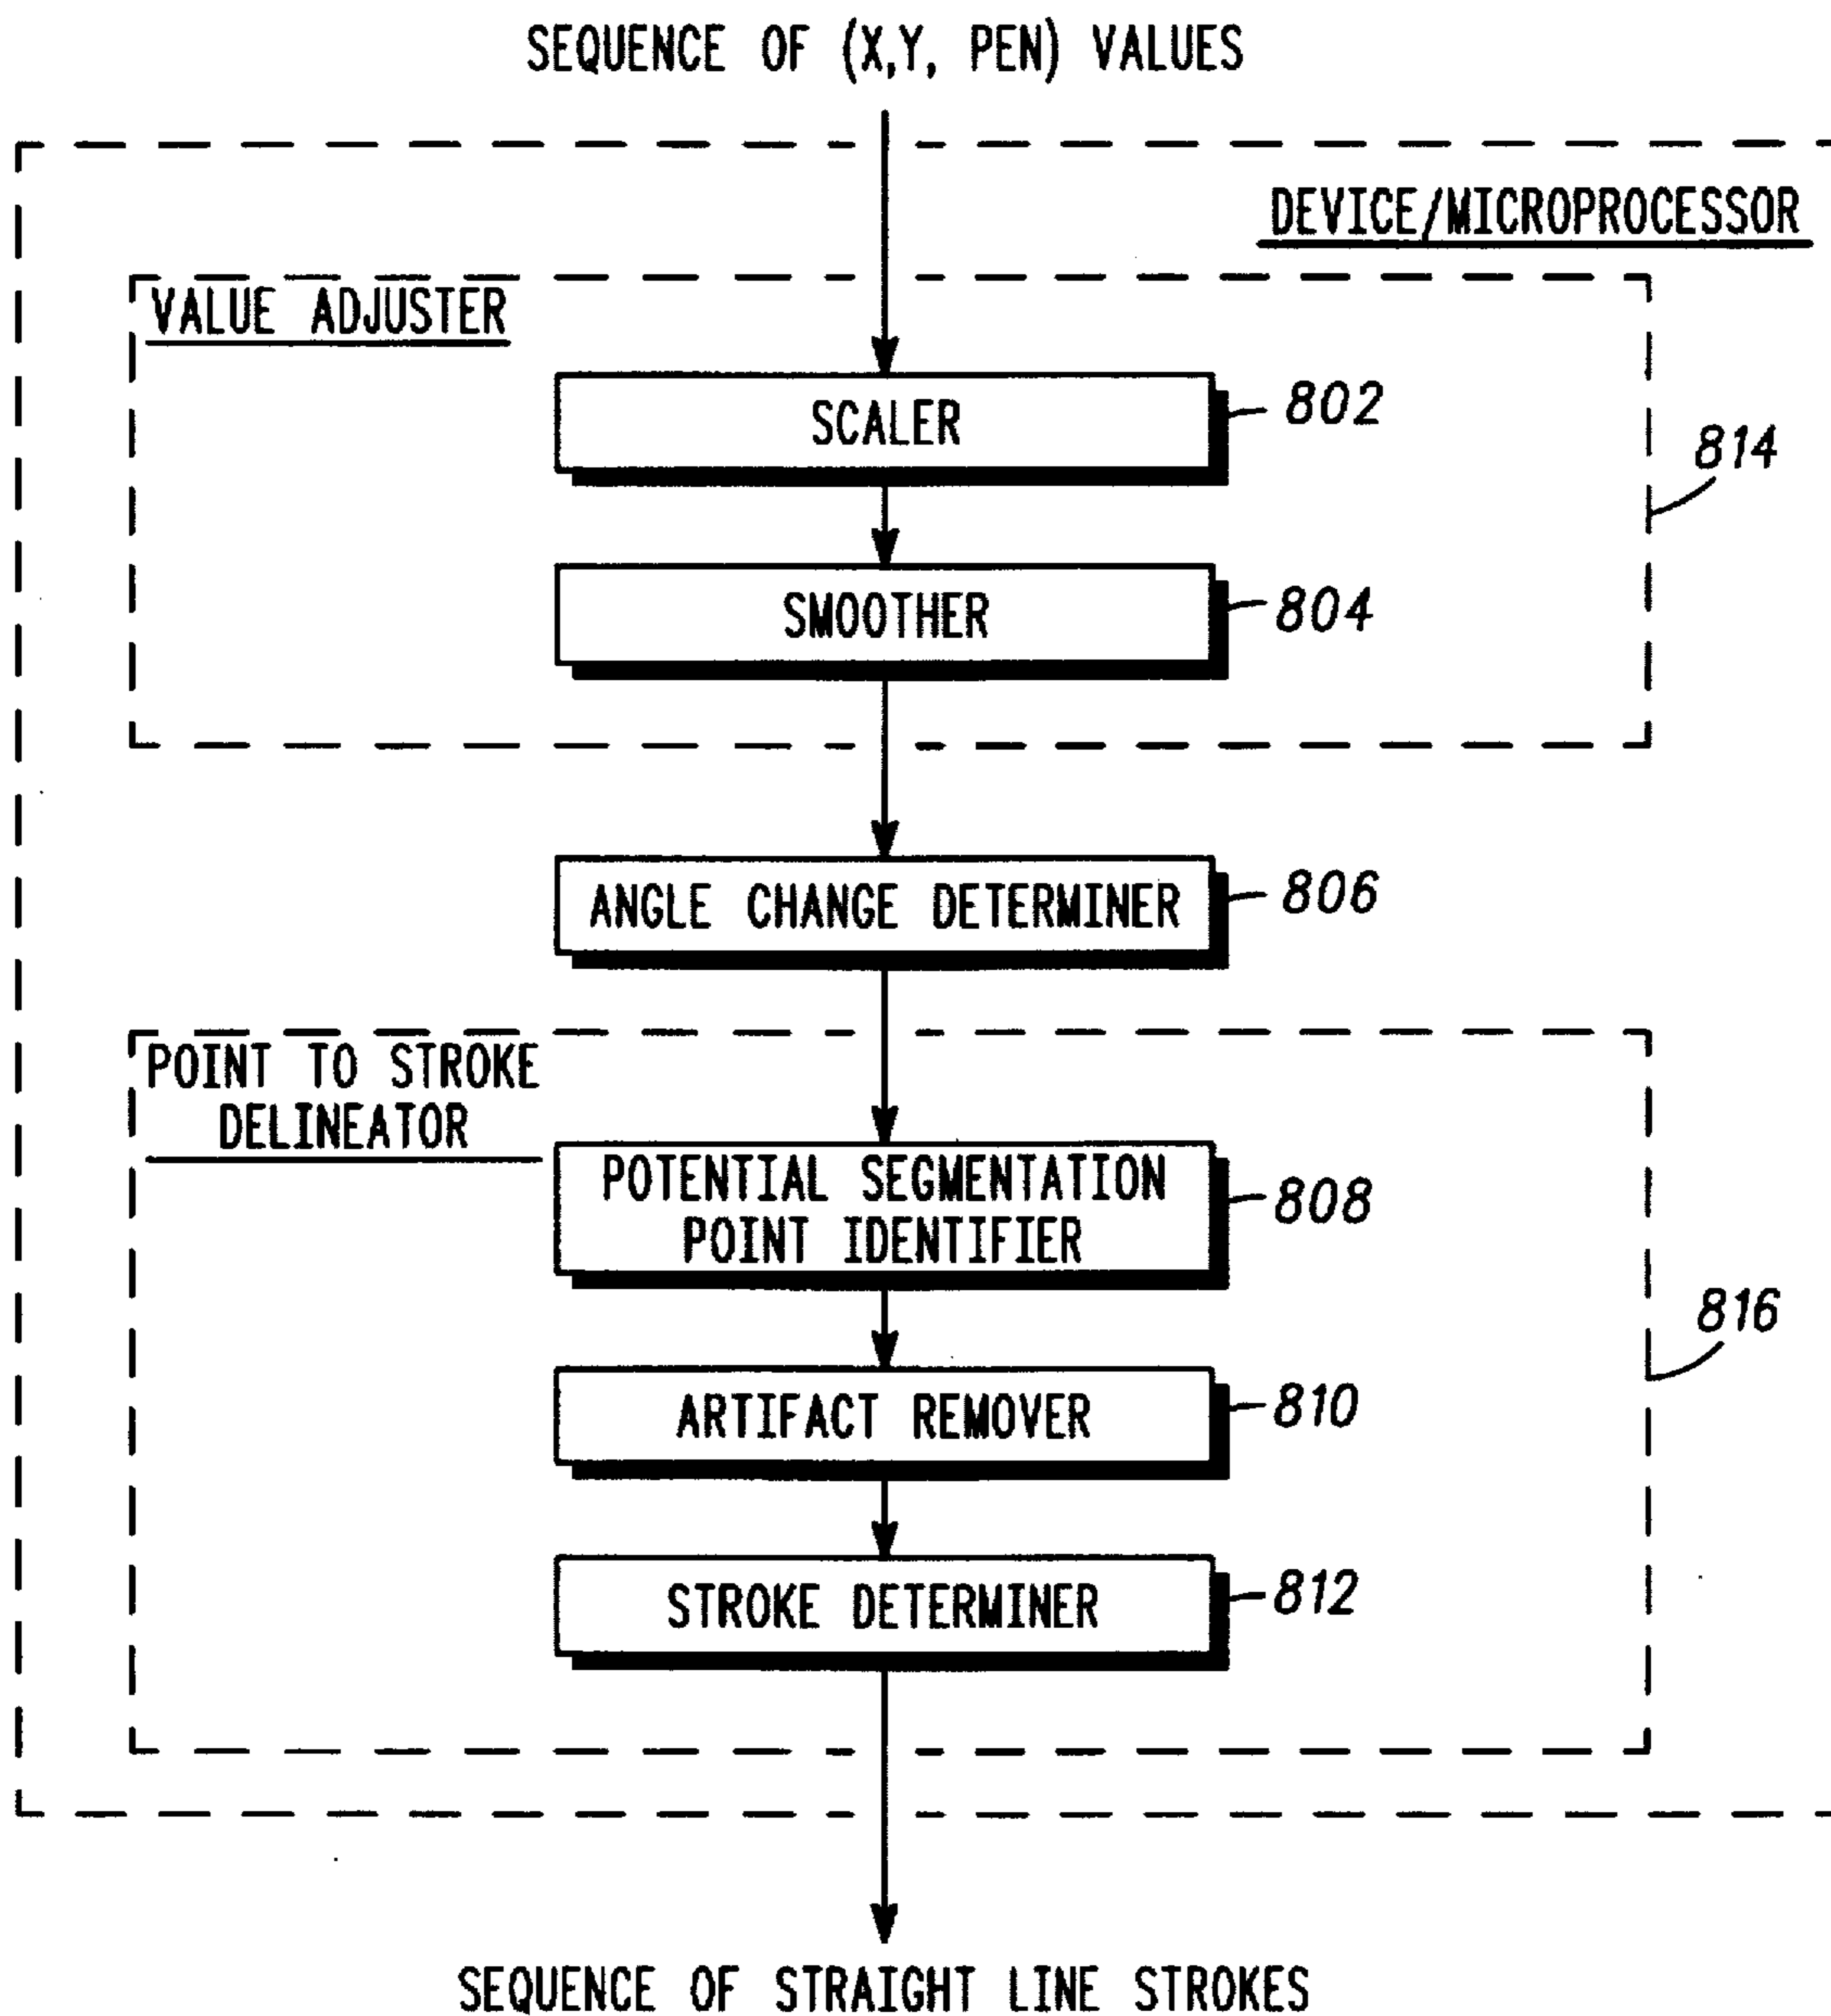 SEQUENCE OF (X,Y, PEN) VALUES
DEVICE/MICROPROCESSOR
VALUE ADJUSTER
SCALER
802
814
SMOOTHER
804
ANGLE CHANGE DETERMINER
806
POINT TO STROKE
DELINEATOR
POTENTIAL SEGMENTATION
POINT IDENTIFIER
808
816
ARTIFACT REMOVER
810
STROKE DETERMINER
812
SEQUENCE OF STRAIGHT LINE STROKES